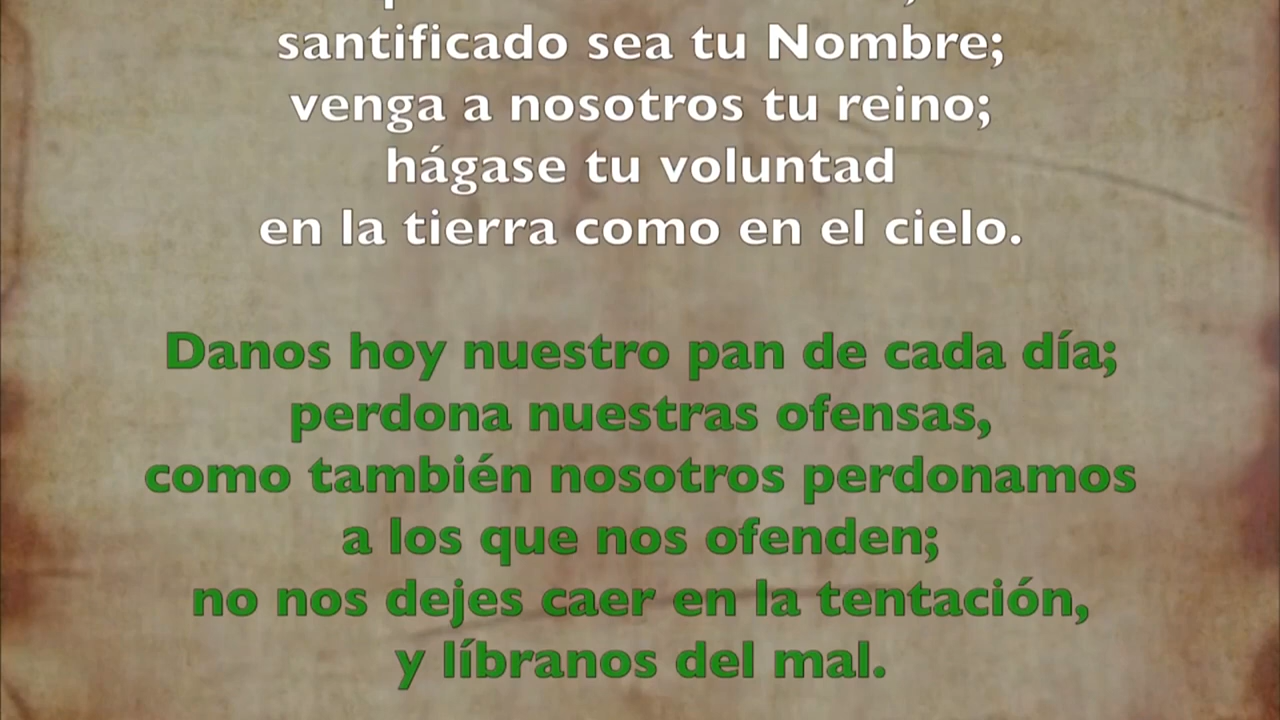 santificado sea tu Nombre;
venga a nosotros tu reino;
hágase tu voluntad
en la tierra como en el cielo.
Danos hoy nuestro pan de cada día;
perdona nuestras ofensas,
como también nosotros perdonamos
a los que nos ofenden;
no nos dejes caer en la tentación,
y líbranos del mal.